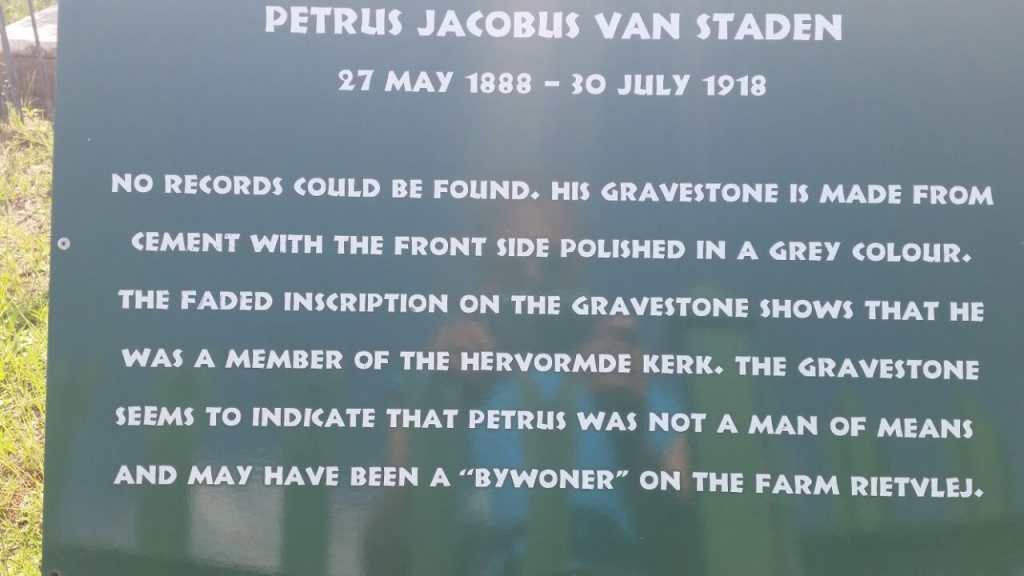 PETRUS JACOBUS VAN STADEN
27 MAY 1888 – 30 JULY 1918
NO RECORDS COULD BE FOUND. HIS GRAVESTONE IS MADE FROM
CEMENT WITH THE FRONT SIDE POLISHED IN A GREY COLOUR.
THE FADED INSCRIPTION ON THE GRAVESTONE SHOWS THAT HE
WAS A MEMBER OF THE HERVORMDE KERK. THE GRAVESTONE
SEEMS TO INDICATE THAT PETRUS WAS NOT A MAN OF MEANS
AND MAY HAVE BEEN A “BYWONER” ON THE FARM RIETVLEJ.